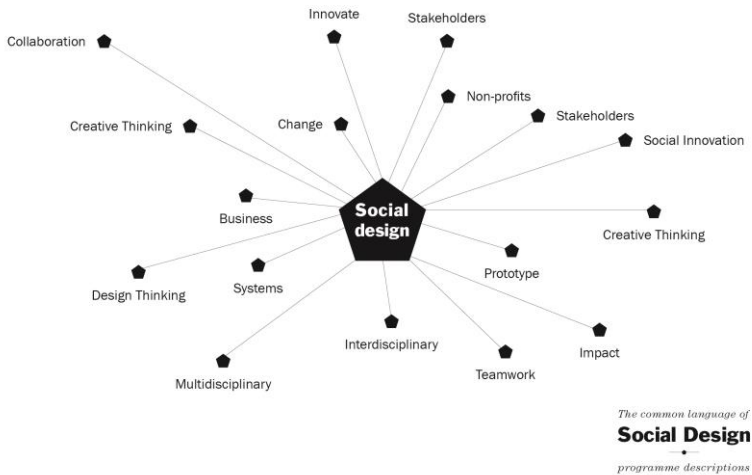 Innovate
Stakeholders
Collaboration
Non-profits
Stakeholders
Change
Creative Thinking
Social Innovation
Social
design
Business
Creative Thinking
Prototype
Systems
Design Thinking
Interdisciplinary
Impact
Teamwork
Multidisciplinary
The common language of
Social Design
programme descriptions